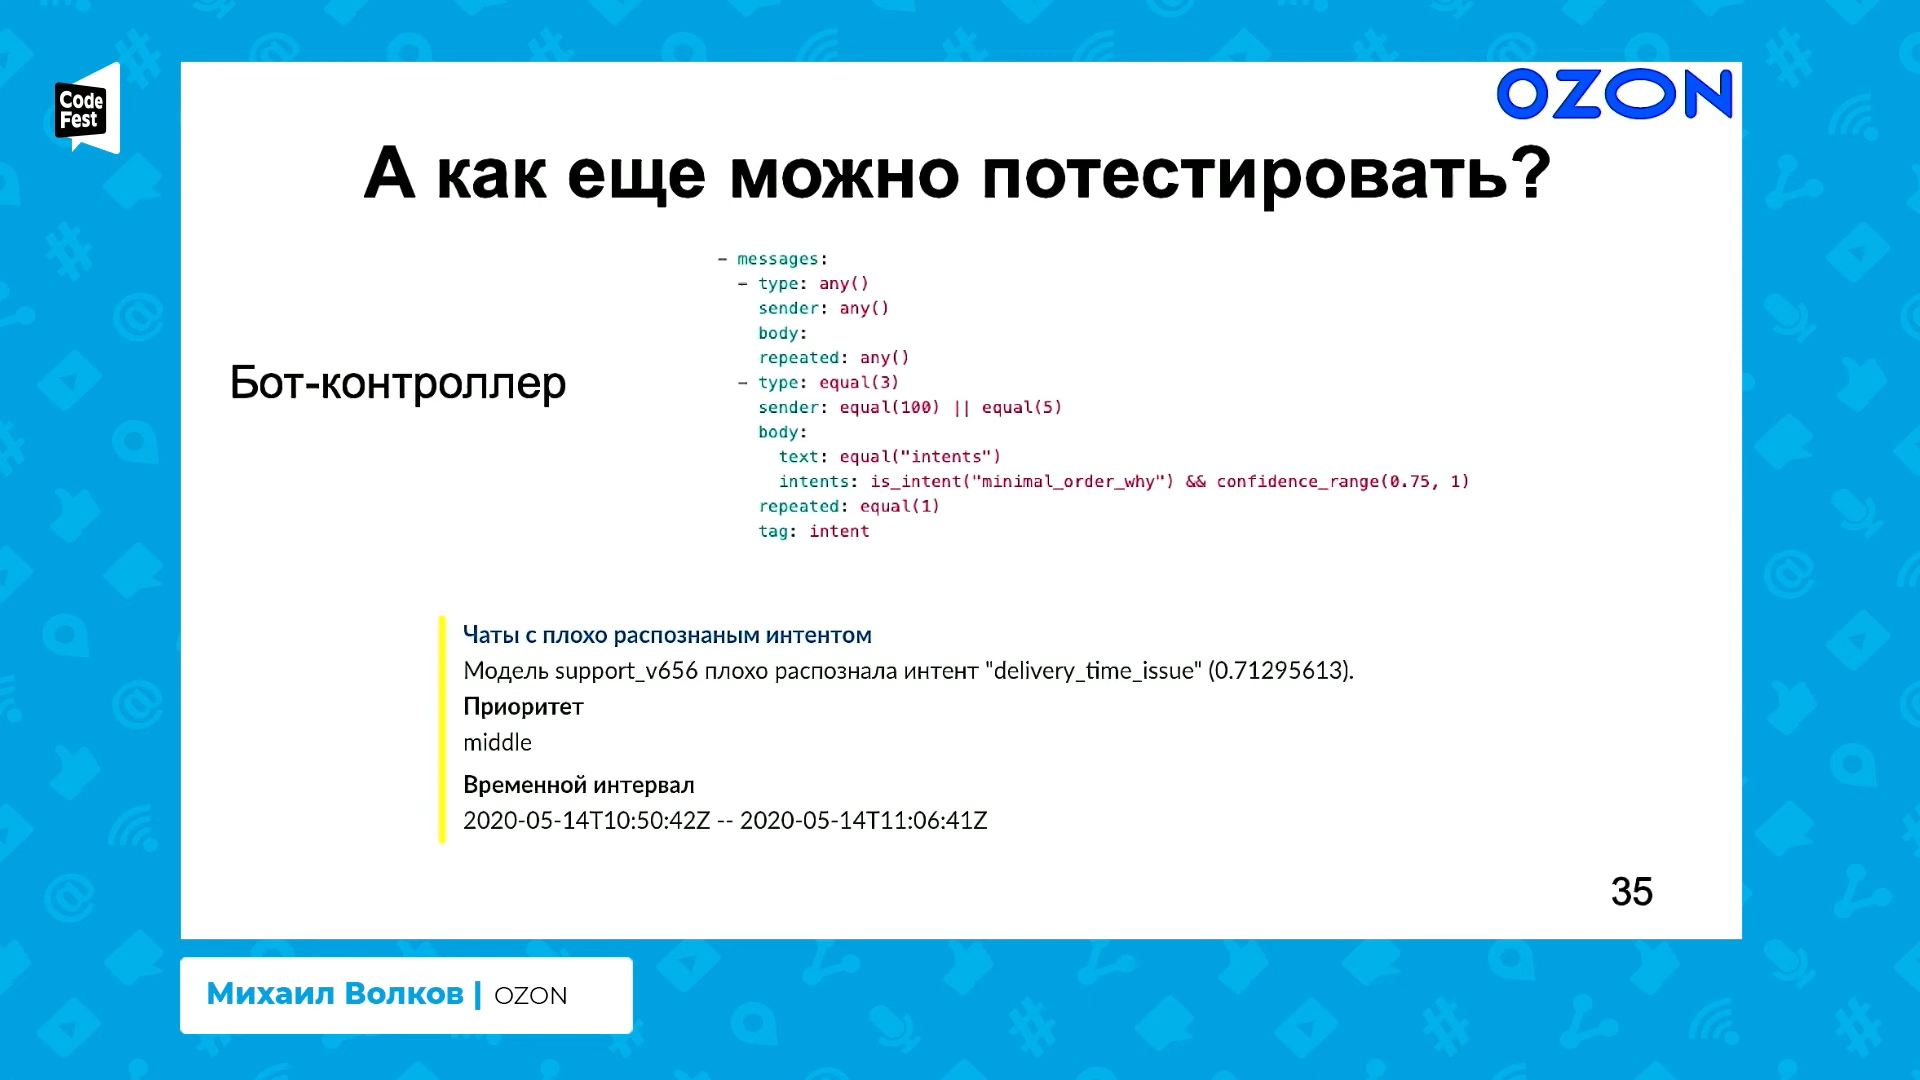 Code
Fest
OZON
А как еще можно потестировать?
Бот-контроллер
- messages:
  - type: any()
    sender: any()
    body:
    repeated: any()
  - type: equal(3)
    sender: equal(100) || equal(5)
    body:
      text: equal("intents")
      intents: is_intent("minimal_order_why") && confidence_range(0.75, 1)
    repeated: equal(1)
    tag: intent
Чаты с плохо распознаным интентом
Модель support_v656 плохо распознала интент "delivery_time_issue" (0.71295613).
Приоритет
middle
Временной интервал
2020-05-14T10:50:42Z -- 2020-05-14T11:06:41Z
35
Михаил Волков | OZON